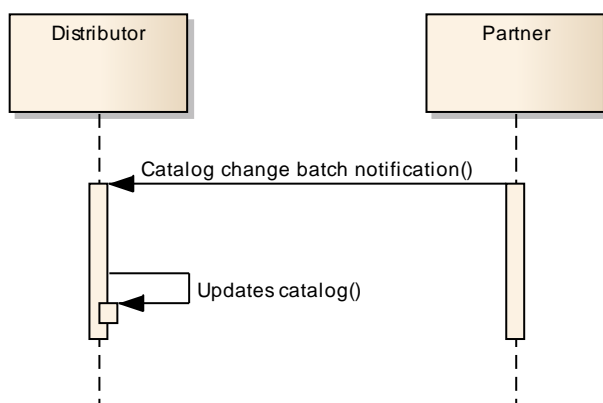 Distributor
Partner
Catalog change batch notification()
Updates catalog()